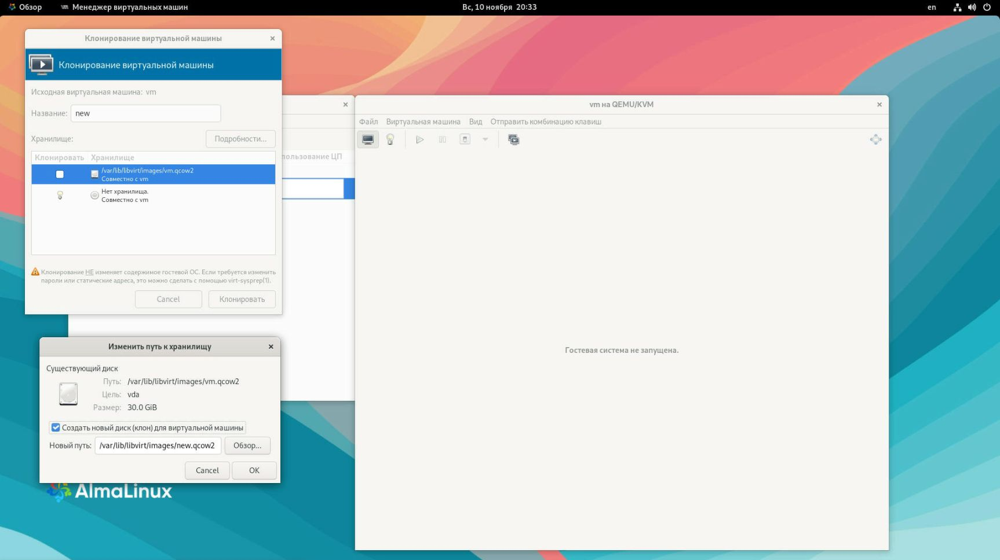 Обзор
Менеджер виртуальных машин
Вс, 10 ноября 20:33
en
Клонирование виртуальной машины
Клонирование виртуальной машины
Исходная виртуальная машина: vm
Название: new
Хранилище: Подробности...
Клонировать Хранилище
/var/lib/libvirt/images/vm.qcow2
Совместно с vm
Нет хранилища.
Совместно с vm
Клонирование НЕ изменяет содержимое гостевой ОС. Если требуется изменить
пароли или статические адреса, это можно сделать с помощью virt-sysprep(1).
Cancel Клонировать
пользование ЦП
vm на QEMU/KVM
Файл Виртуальная машина Вид Отправить комбинацию клавиш
Гостевая система не запущена.
Изменить путь к хранилищу
Существующий диск
Путь: /var/lib/libvirt/images/vm.qcow2
Цель: vda
Размер: 30.0 GiB
Создать новый диск (клон) для виртуальной машины
Новый путь: /var/lib/libvirt/images/new.qcow2 Обзор...
Cancel OK
AlmaLinux